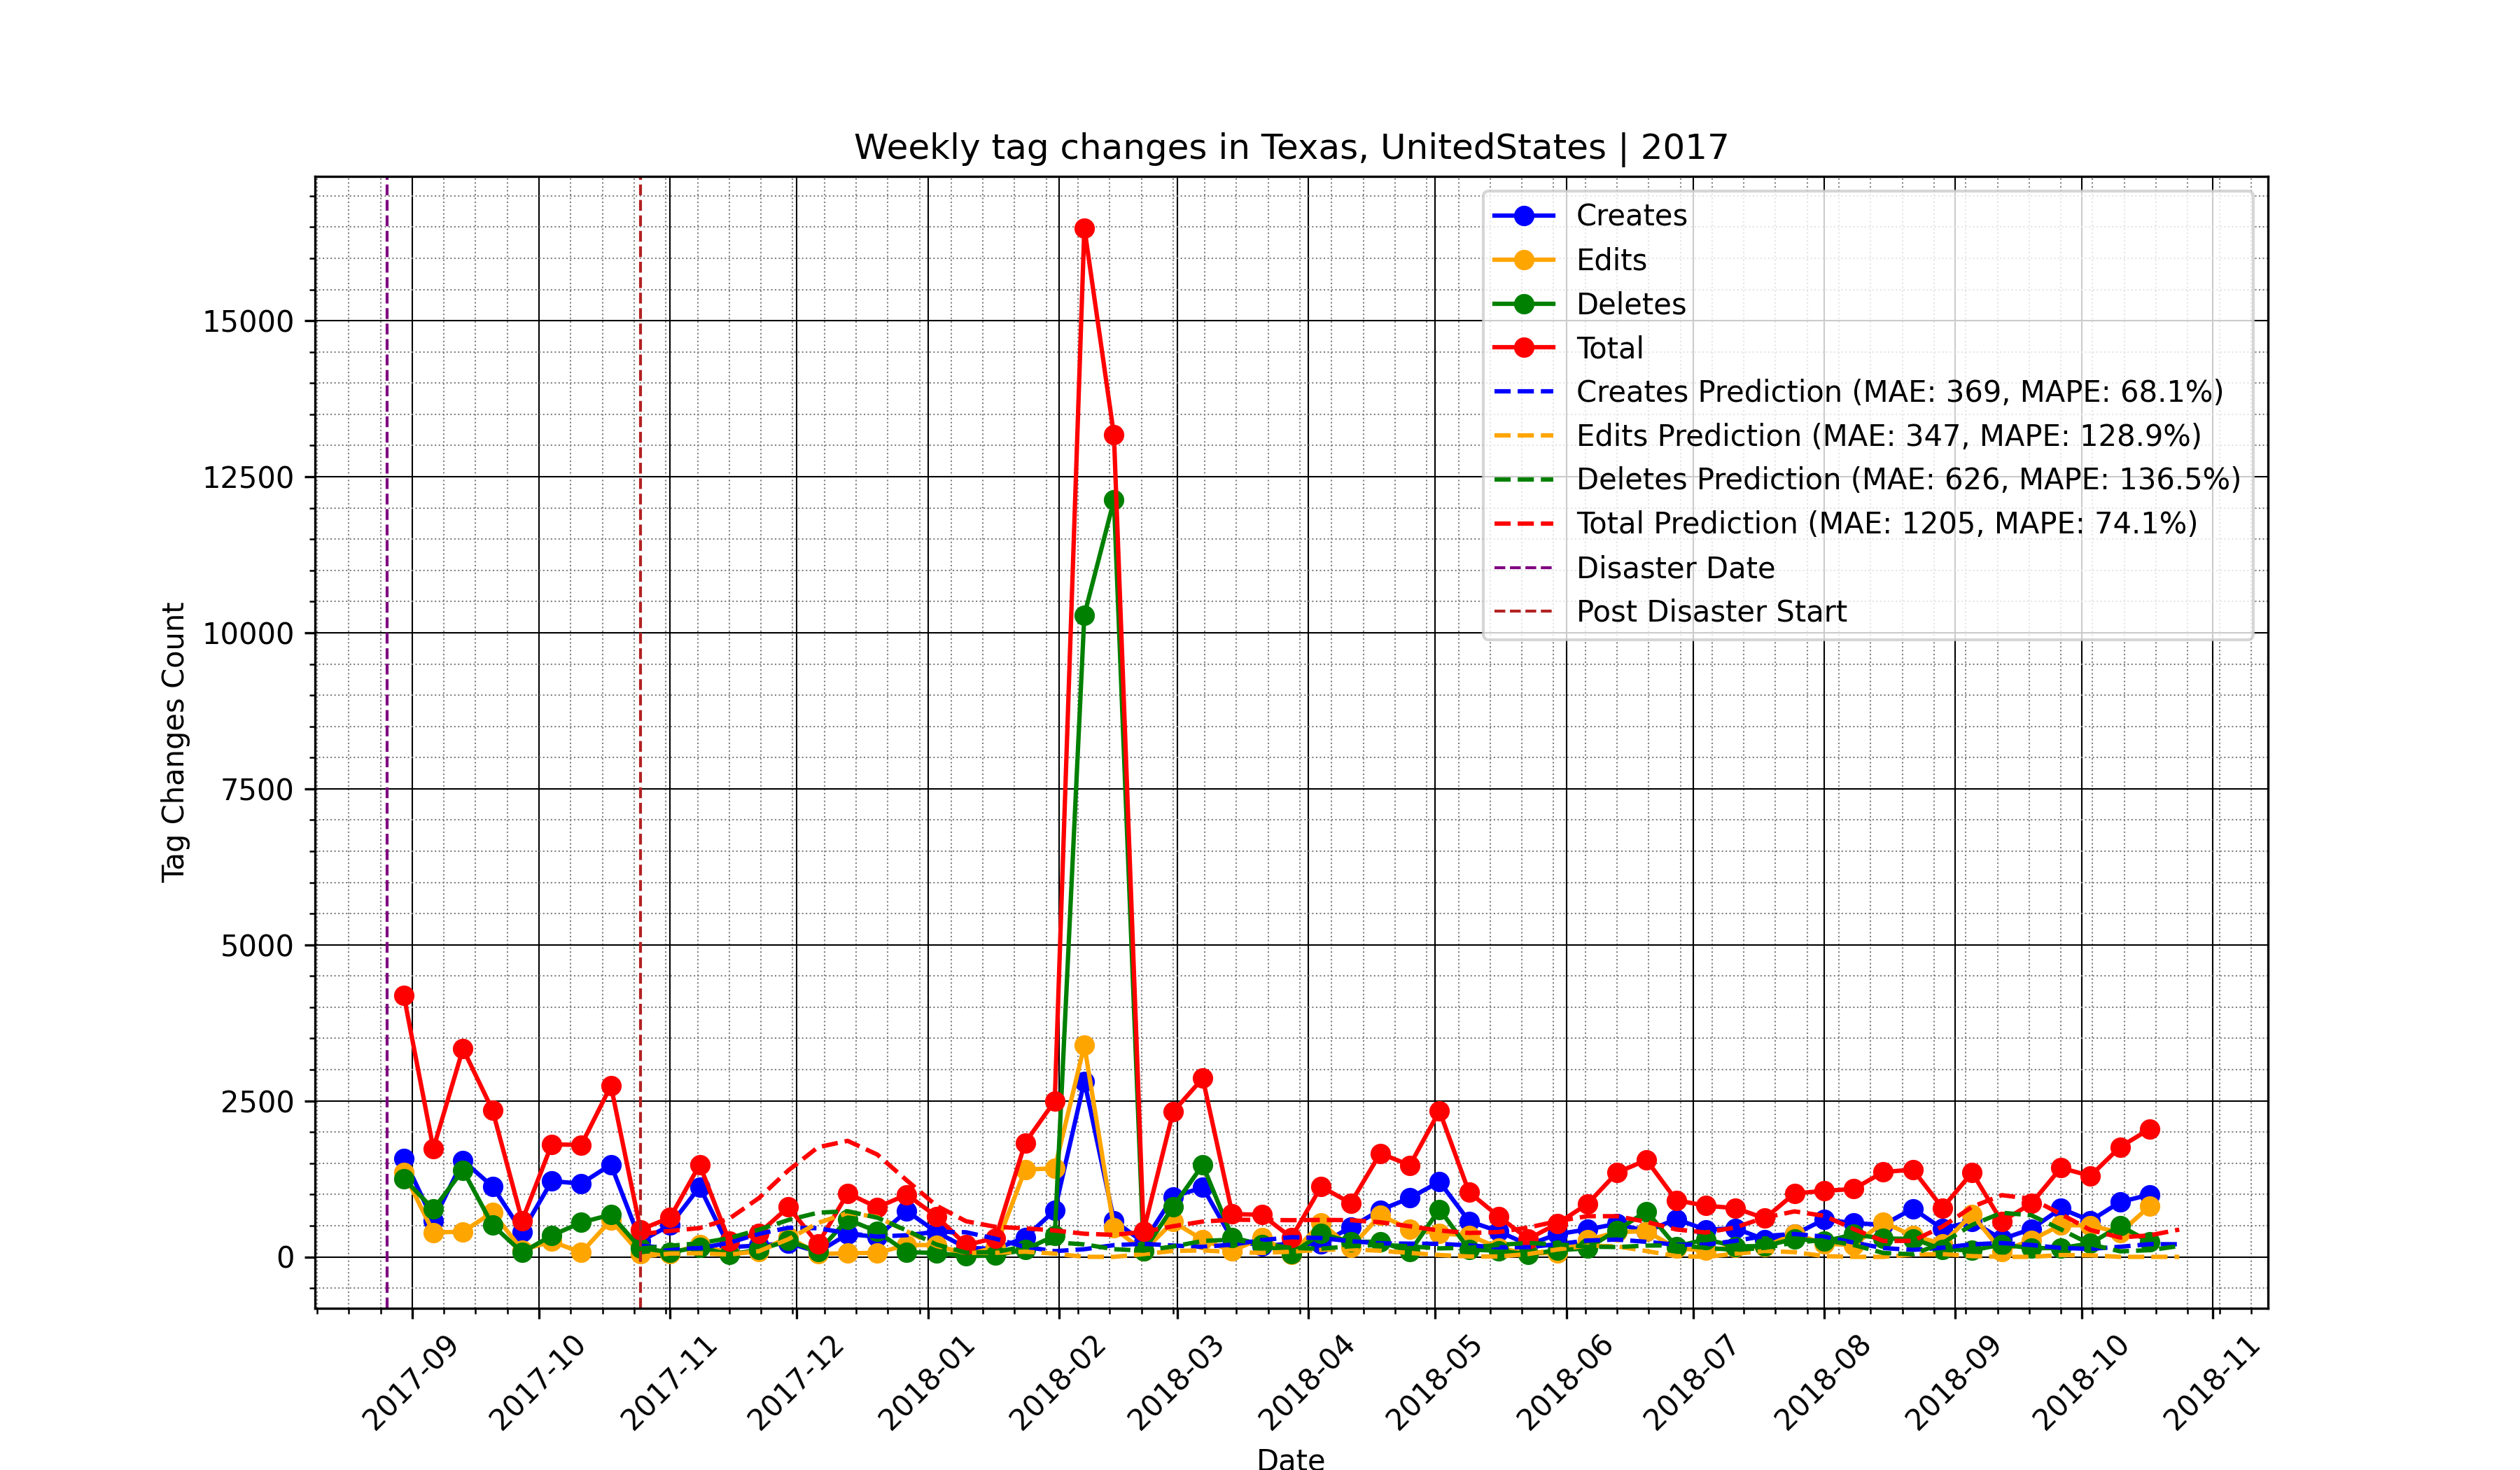 Weekly tag changes in Texas, UnitedStates | 2017
Creates
Edits
Deletes
Total
Creates Prediction (MAE: 369, MAPE: 68.1%)
Edits Prediction (MAE: 347, MAPE: 128.9%)
Deletes Prediction (MAE: 626, MAPE: 136.5%)
Total Prediction (MAE: 1205, MAPE: 74.1%)
Disaster Date
Post Disaster Start
Tag Changes Count
15000
12500
10000
7500
5000
2500
0
2017-09
2017-10
2017-11
2017-12
2018-01
2018-02
2018-03
2018-04
2018-05
2018-06
2018-07
2018-08
2018-09
2018-10
2018-11
Date